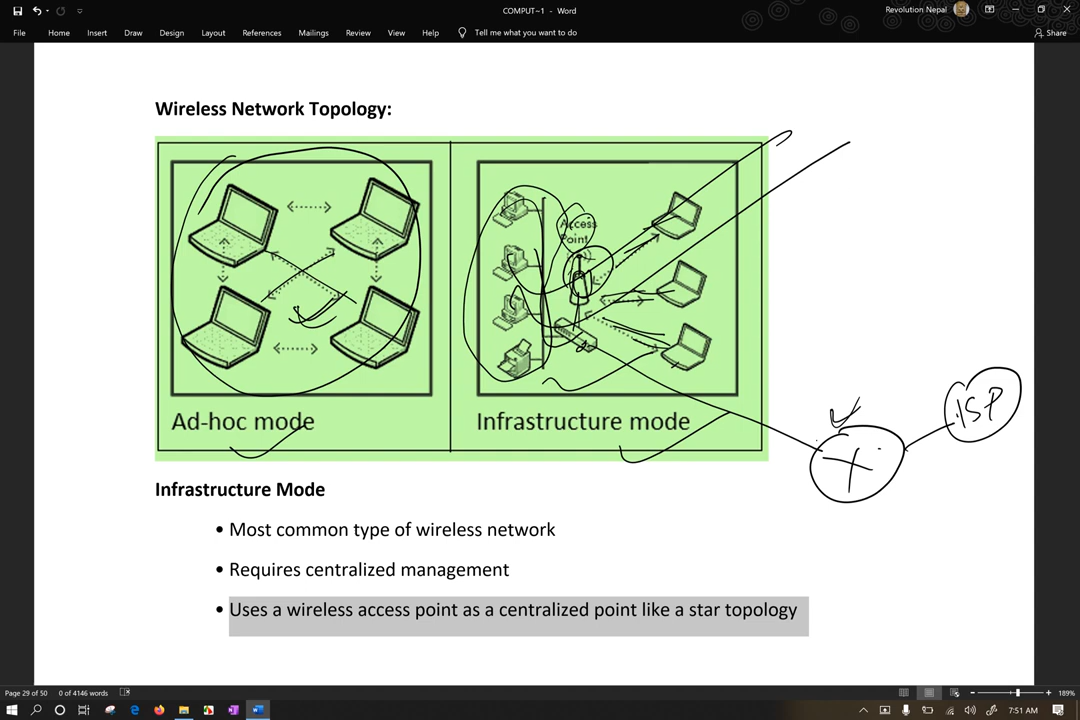 COMPUT~1 - Word
Revolution Nepal
File Home Insert Draw Design Layout References Mailings Review View Help Tell me what you want to do
Share
Wireless Network Topology:
Access
Point
Ad-hoc mode
Infrastructure mode
ISP
Infrastructure Mode
• Most common type of wireless network
• Requires centralized management
• Uses a wireless access point as a centralized point like a star topology
Page 29 of 50 0 of 4146 words
189%
7:51 AM